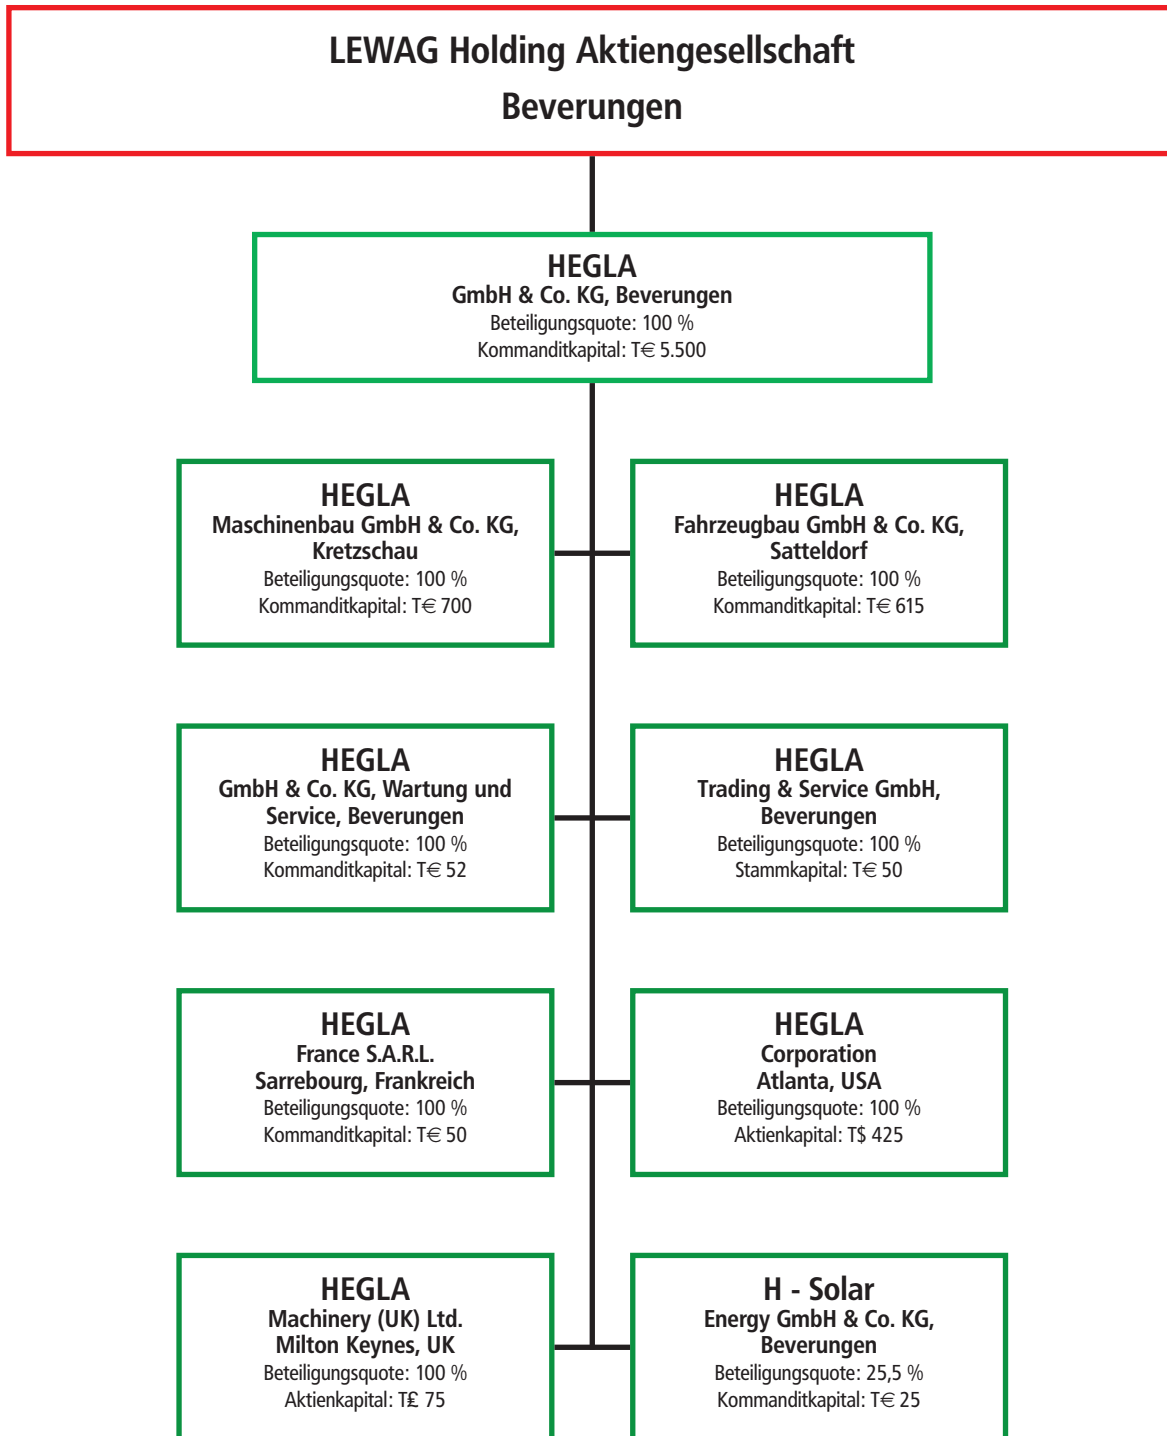 LEWAG Holding Aktiengesellschaft
Beverungen
HEGLA
GmbH & Co. KG, Beverungen
Beteiligungsquote: 100 %
Kommanditkapital: T€ 5.500
HEGLA
Maschinenbau GmbH & Co. KG,
Kretzschau
Beteiligungsquote: 100 %
Kommanditkapital: T€ 700
HEGLA
Fahrzeugbau GmbH & Co. KG,
Satteldorf
Beteiligungsquote: 100 %
Kommanditkapital: T€ 615
HEGLA
GmbH & Co. KG, Wartung und
Service, Beverungen
Beteiligungsquote: 100 %
Kommanditkapital: T€ 52
HEGLA
Trading & Service GmbH,
Beverungen
Beteiligungsquote: 100 %
Stammkapital: T€ 50
HEGLA
France S.A.R.L.
Sarrebourg, Frankreich
Beteiligungsquote: 100 %
Kommanditkapital: T€ 50
HEGLA
Corporation
Atlanta, USA
Beteiligungsquote: 100 %
Aktienkapital: T$ 425
HEGLA
Machinery (UK) Ltd.
Milton Keynes, UK
Beteiligungsquote: 100 %
Aktienkapital: T₤ 75
H - Solar
Energy GmbH & Co. KG,
Beverungen
Beteiligungsquote: 25,5 %
Kommanditkapital: T€ 25